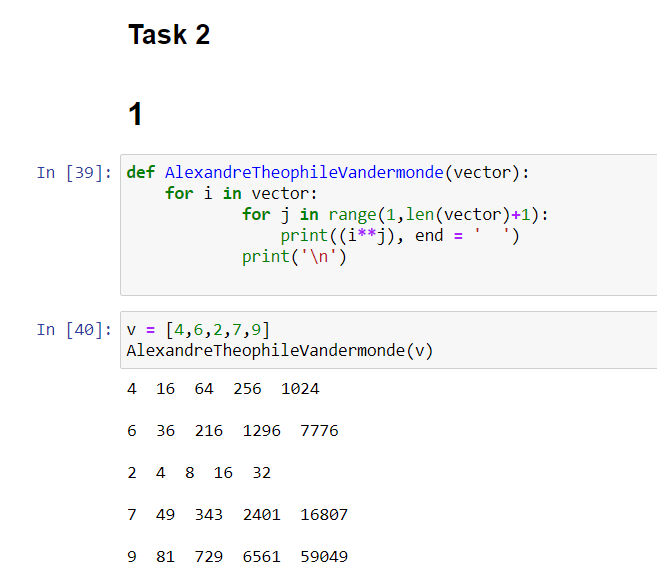 Task 2
1
In [39]: def AlexandreTheophileVandermonde(vector):
    for i in vector:
            for j in range(1,len(vector)+1):
                print((i**j), end = '  ')
            print('\n')
In [40]: v = [4,6,2,7,9]
AlexandreTheophileVandermonde(v)
4  16  64  256  1024
6  36  216  1296  7776
2  4  8  16  32
7  49  343  2401  16807
9  81  729  6561  59049